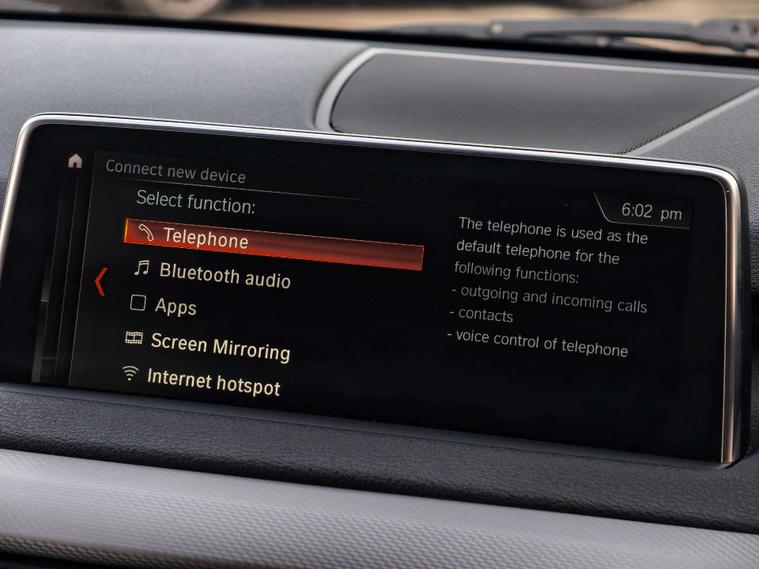 Connect new device
6:02 pm
Select function:
Telephone
Bluetooth audio
Apps
Screen Mirroring
Internet hotspot
The telephone is used as the
default telephone for the
following functions:
- outgoing and incoming calls
- contacts
- voice control of telephone